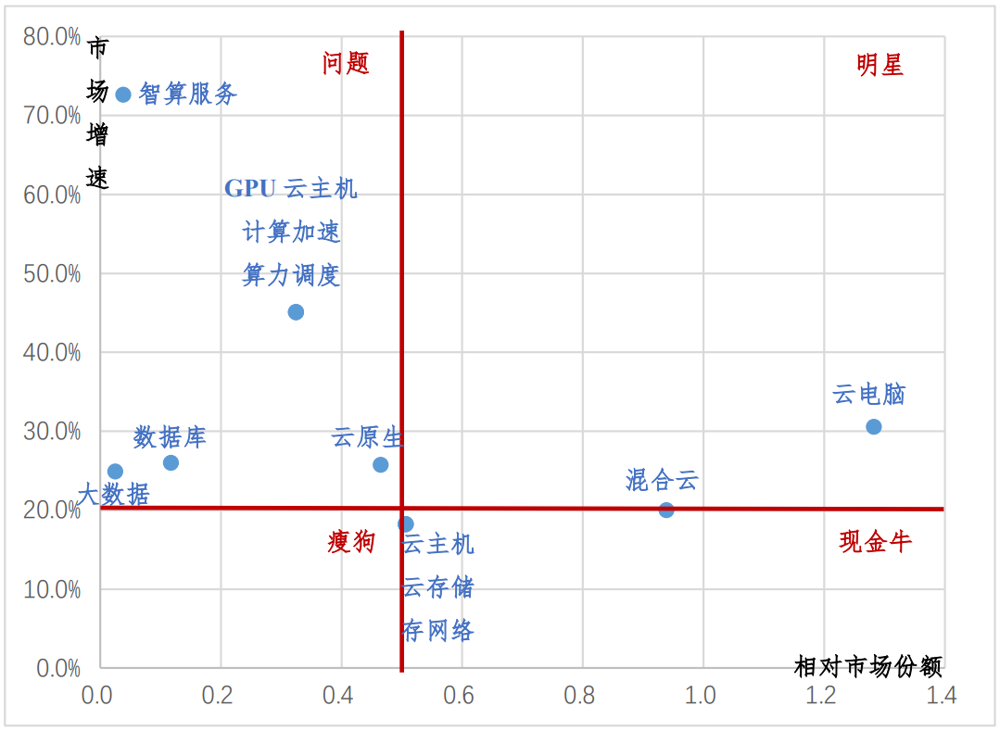 80.0%
市
场
增
速
问题
明星
智算服务
70.0%
60.0%
GPU 云主机
计算加速
算力调度
50.0%
40.0%
云电脑
30.0%
数据库
云原生
大数据
混合云
20.0%
瘦狗
现金牛
云主机
云存储
存网络
10.0%
0.0%
相对市场份额
0.0 0.2 0.4 0.6 0.8 1.0 1.2 1.4